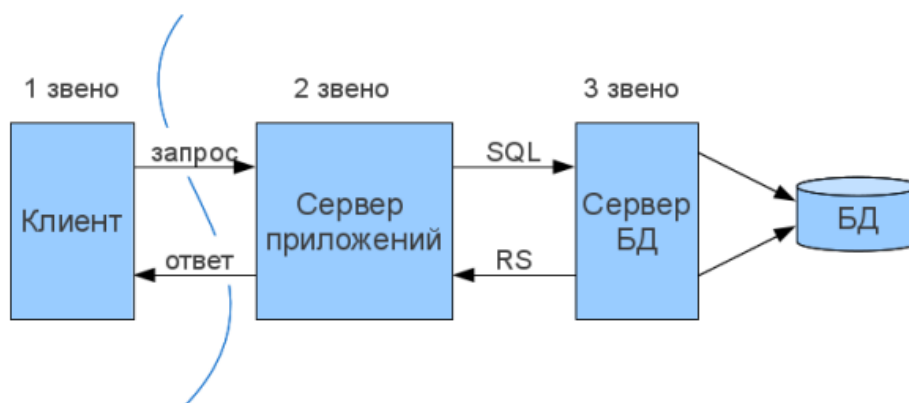 1 звено
2 звено
3 звено
запрос
SQL
Клиент
Сервер
приложений
Сервер
БД
БД
ответ
RS